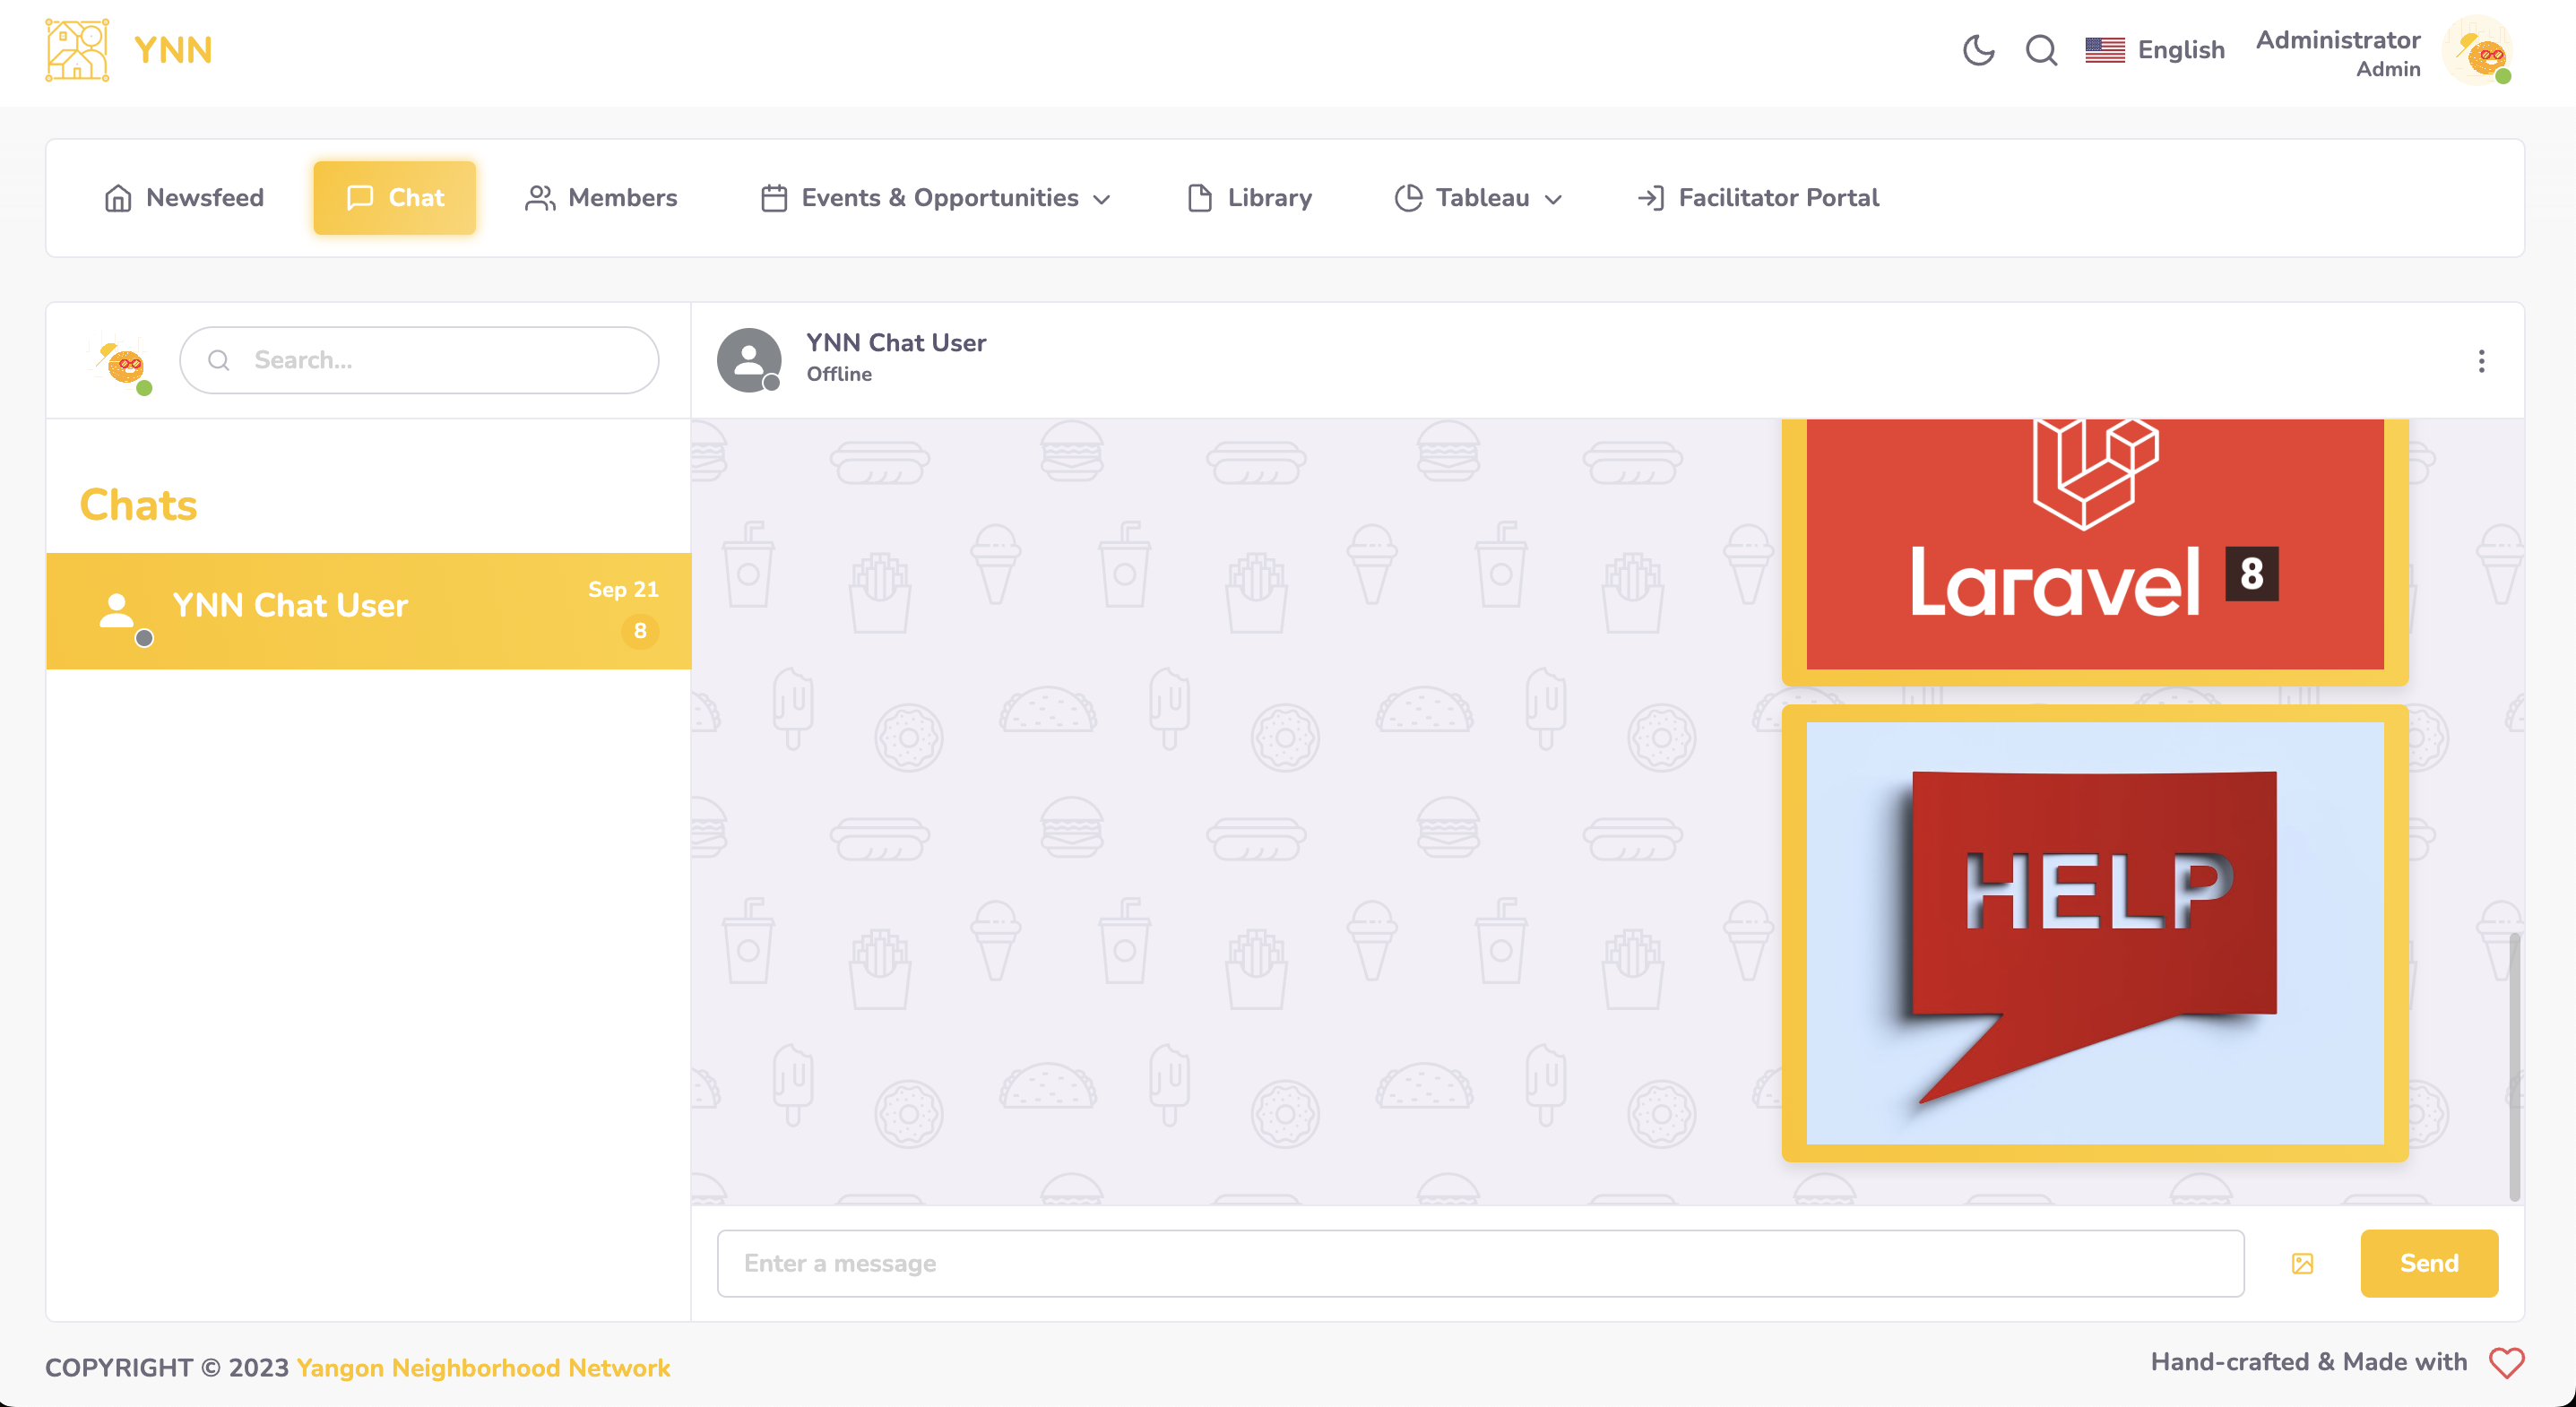 YNN
English
Administrator
Admin
Newsfeed
Chat
Members
Events & Opportunities
Library
Tableau
Facilitator Portal
Search...
YNN Chat User
Offline
Chats
YNN Chat User
Sep 21
8
Laravel 8
HELP
Enter a message
Send
COPYRIGHT © 2023 Yangon Neighborhood Network
Hand-crafted & Made with